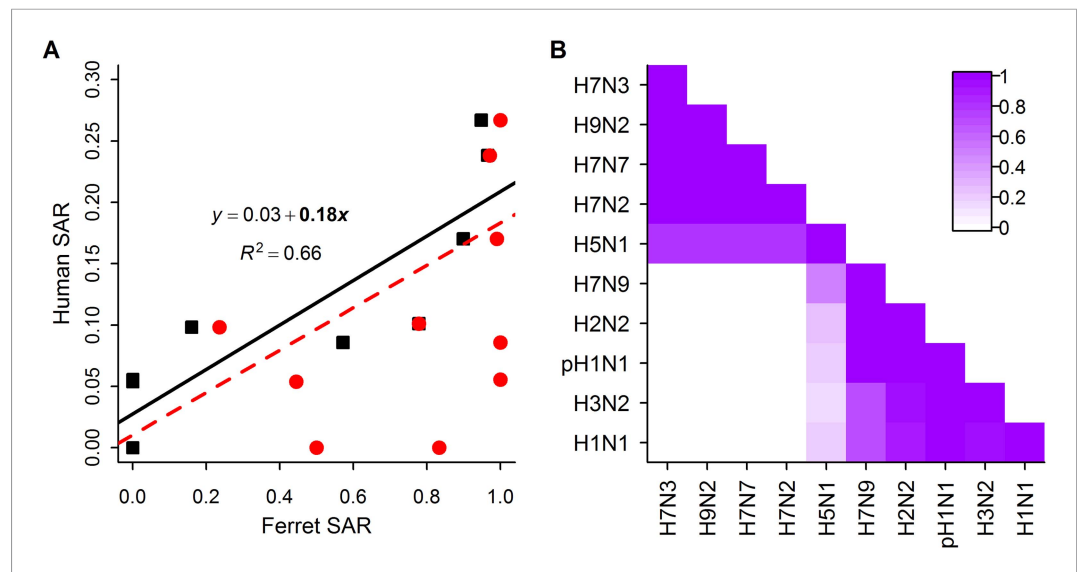 A
Human SAR
0.30
0.25
0.20
0.15
0.10
0.05
0.00
y = 0.03 + 0.18x
R² = 0.66
0.0 0.2 0.4 0.6 0.8 1.0
Ferret SAR
B
H7N3
H9N2
H7N7
H7N2
H5N1
H7N9
H2N2
pH1N1
H3N2
H1N1
1
0.8
0.6
0.4
0.2
0
H7N3 H9N2 H7N7 H7N2 H5N1 H7N9 H2N2 pH1N1 H3N2 H1N1